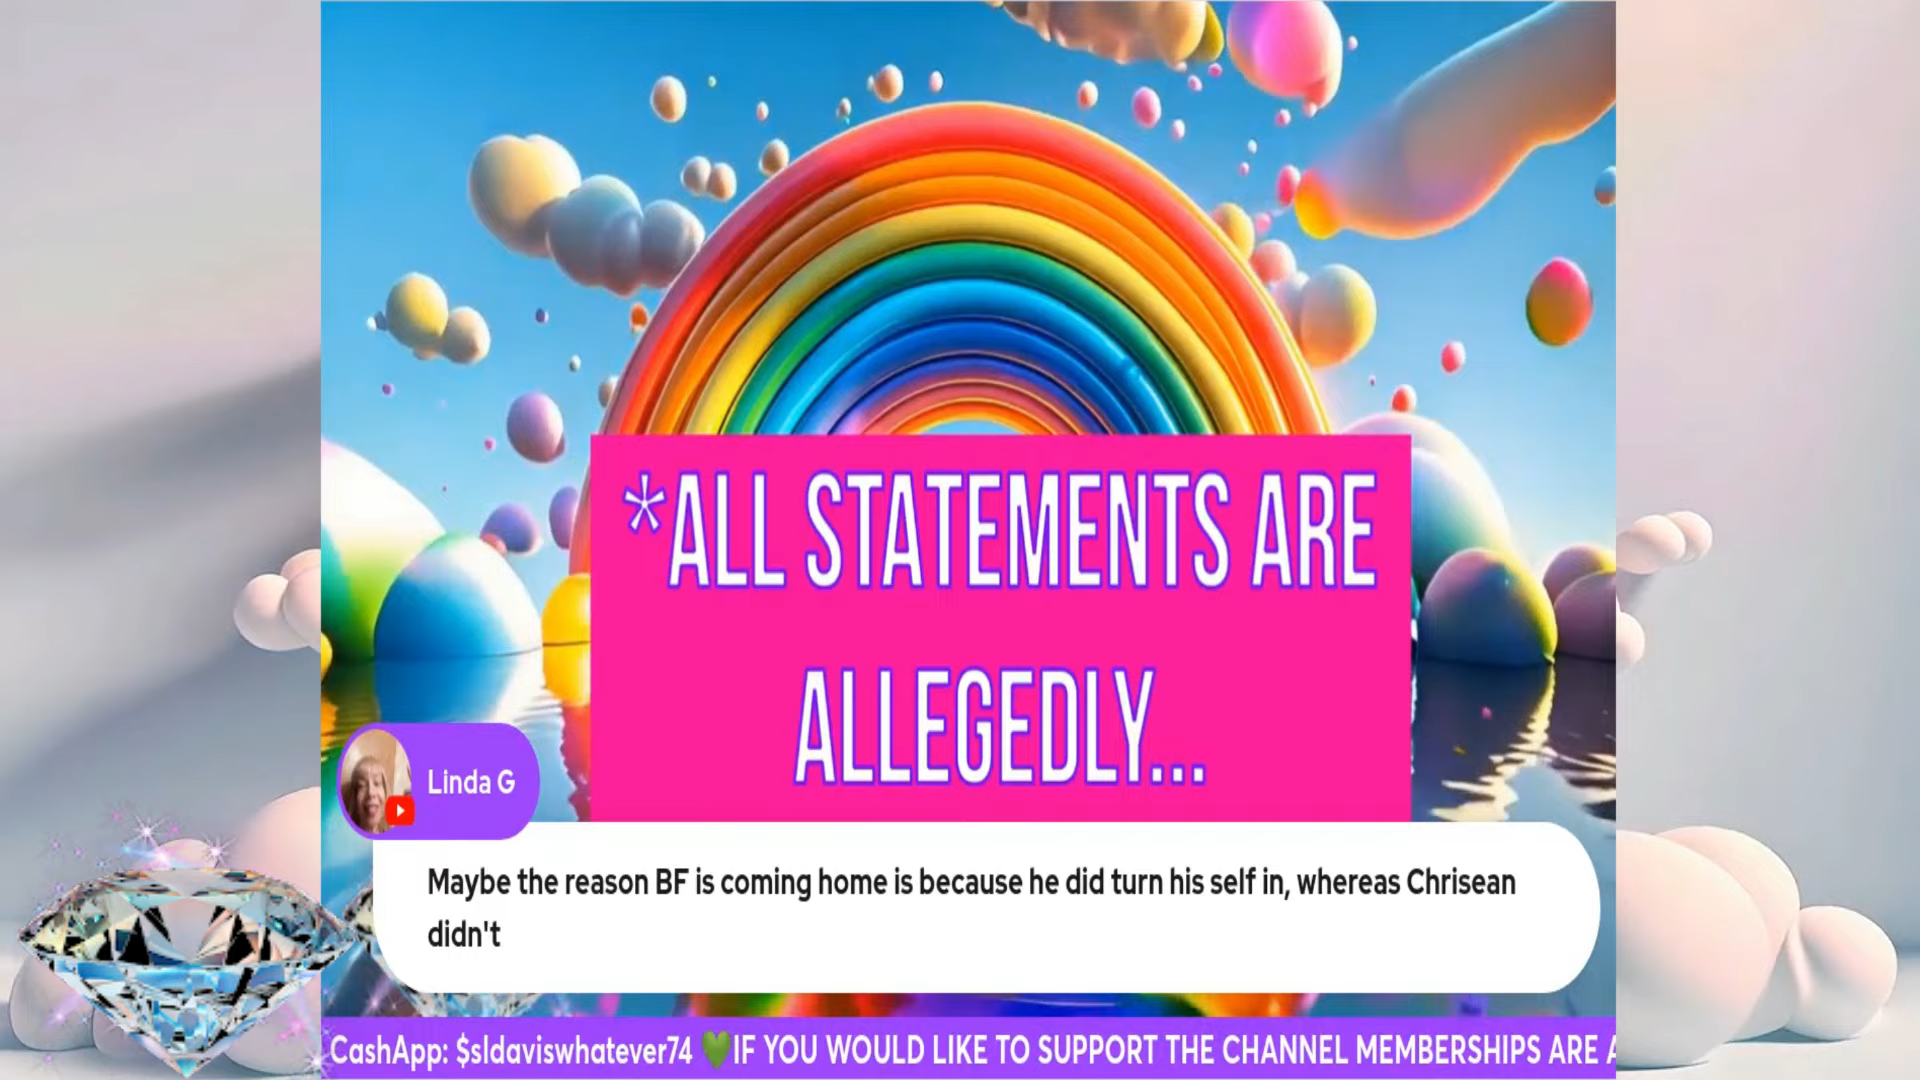 *ALL STATEMENTS ARE
ALLEGEDLY...
Linda G
Maybe the reason BF is coming home is because he did turn his self in, whereas Chrisean
didn't
CashApp: $sldaviswhatever74 💚IF YOU WOULD LIKE TO SUPPORT THE CHANNEL MEMBERSHIPS ARE